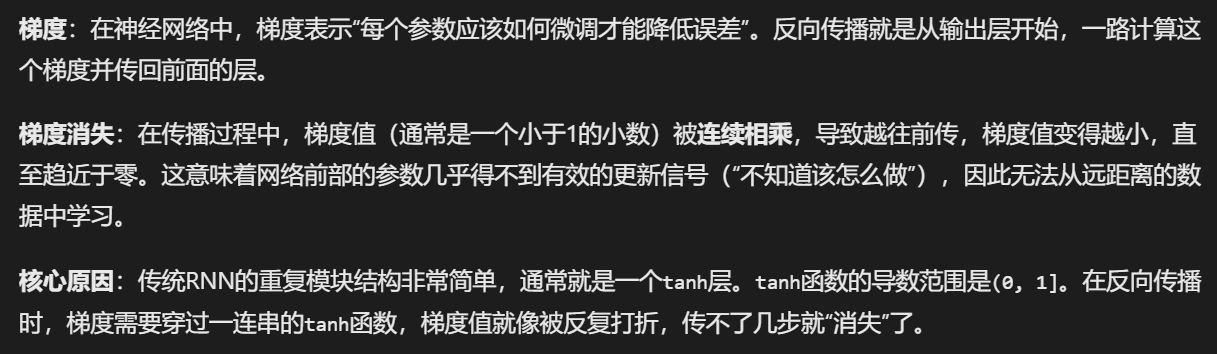 梯度：在神经网络中，梯度表示“每个参数应该如何微调才能降低误差”。反向传播就是从输出层开始，一路计算这
个梯度并传回前面的层。
梯度消失：在传播过程中，梯度值（通常是一个小于1的小数）被连续相乘，导致越往前传，梯度值变得越小，直
至趋近于零。这意味着网络前部的参数几乎得不到有效的更新信号（“不知道该怎么做”），因此无法从远距离的数
据中学习。
核心原因：传统RNN的重复模块结构非常简单，通常就是一个tanh层。tanh函数的导数范围是(0, 1]。在反向传播
时，梯度需要穿过一连串的tanh函数，梯度值就像被反复打折，传不了几步就“消失”了。